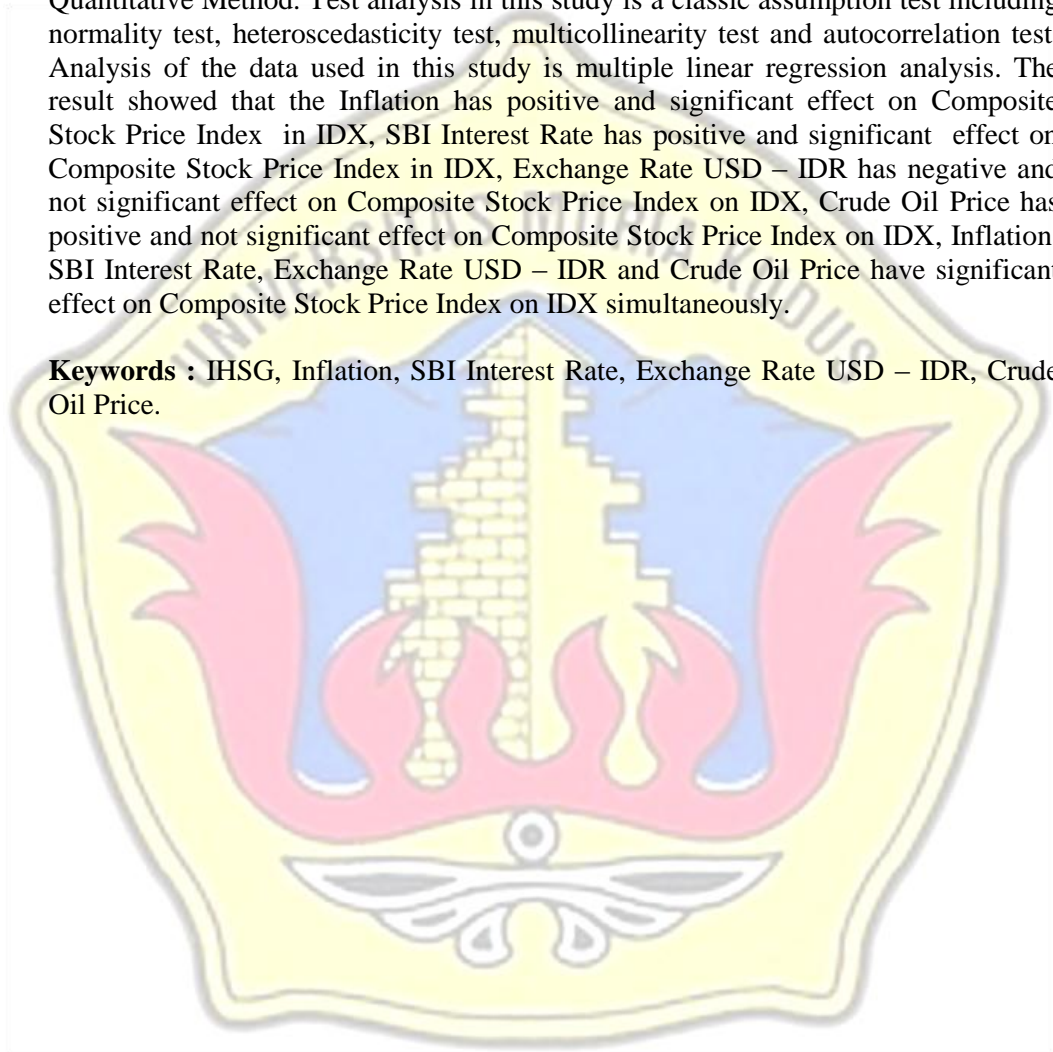 Quantitative Method. Test analysis in this study is a classic assumption test including
normality test, heteroscedasticity test, multicollinearity test and autocorrelation test
Analysis of the data used in this study is multiple linear regression analysis. The
result showed that the Inflation has positive and significant effect on Composite
Stock Price Index in IDX, SBI Interest Rate has positive and significant effect on
Composite Stock Price Index in IDX, Exchange Rate USD – IDR has negative and
not significant effect on Composite Stock Price Index on IDX, Crude Oil Price has
positive and not significant effect on Composite Stock Price Index on IDX, Inflation
SBI Interest Rate, Exchange Rate USD – IDR and Crude Oil Price have significant
effect on Composite Stock Price Index on IDX simultaneously.
Keywords : IHSG, Inflation, SBI Interest Rate, Exchange Rate USD – IDR, Crude
Oil Price.
UNIVERSITAS MURIA KUDUS